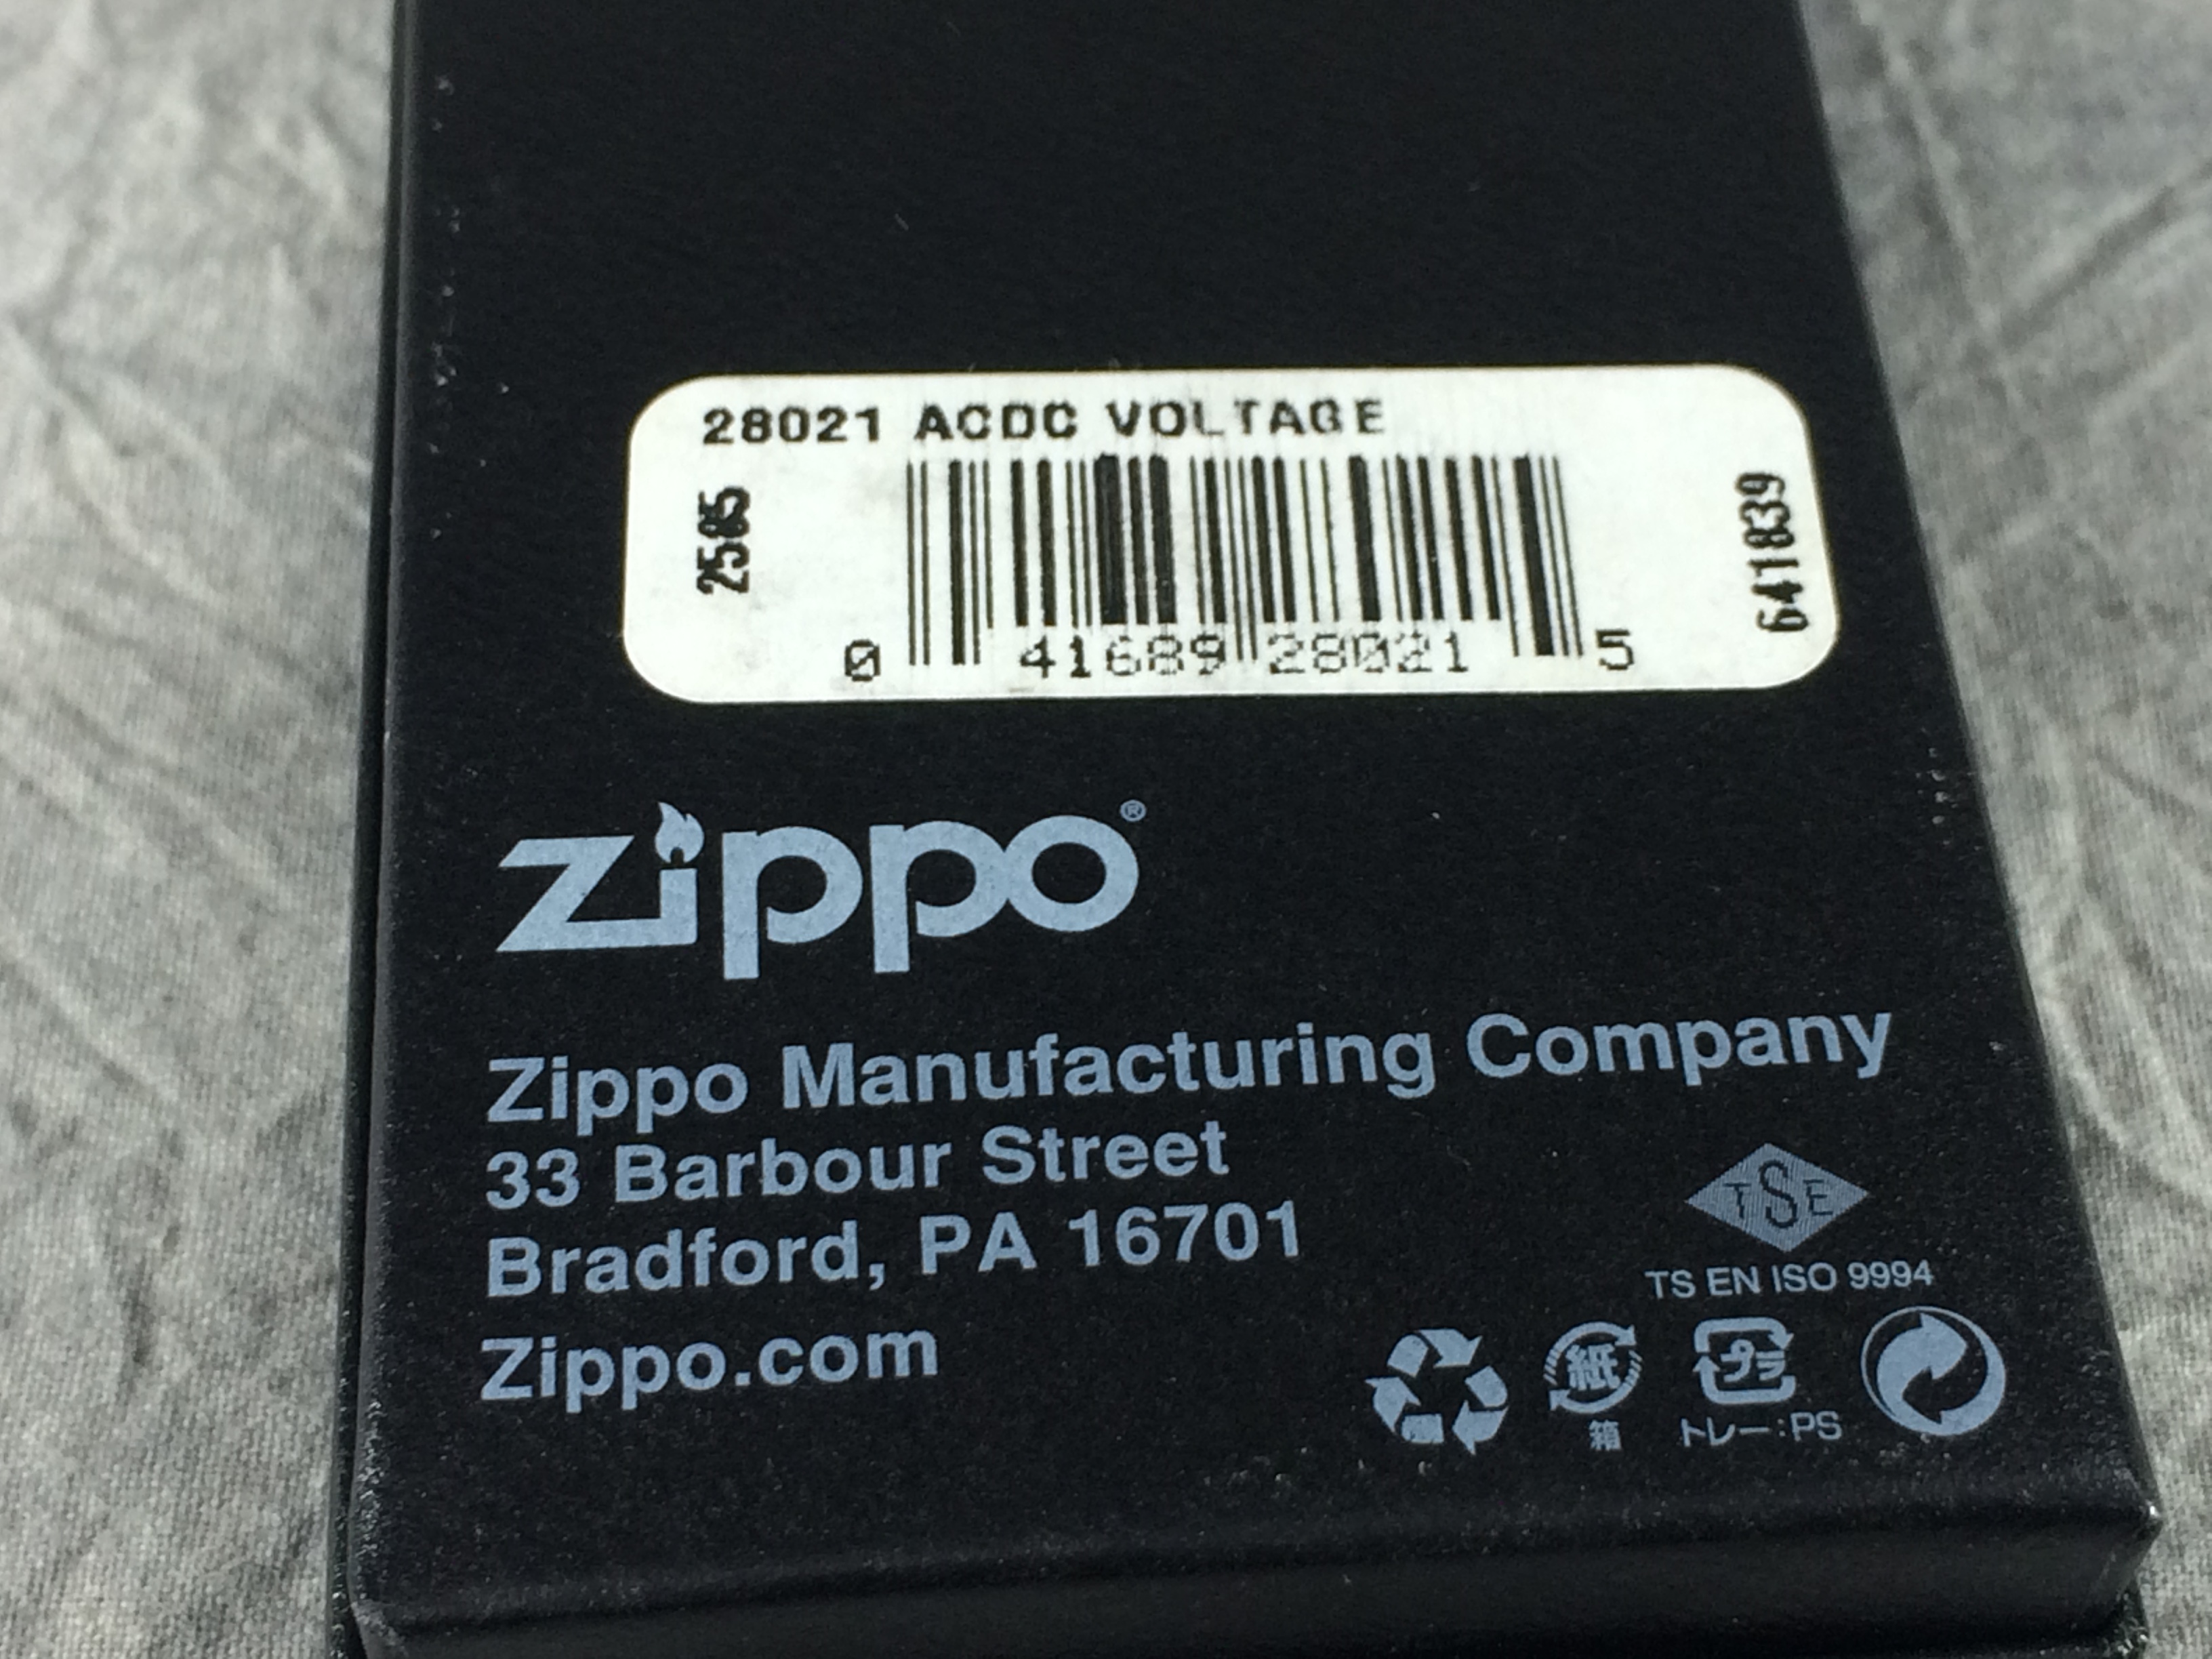 28021 ACDC VOLTAGE
2585
6641839
0 41689 28021 5
Zippo®
Zippo Manufacturing Company
33 Barbour Street
Bradford, PA 16701
Zippo.com
TSE
TS EN ISO 9994
紙
箱
プラ
トレー:PS